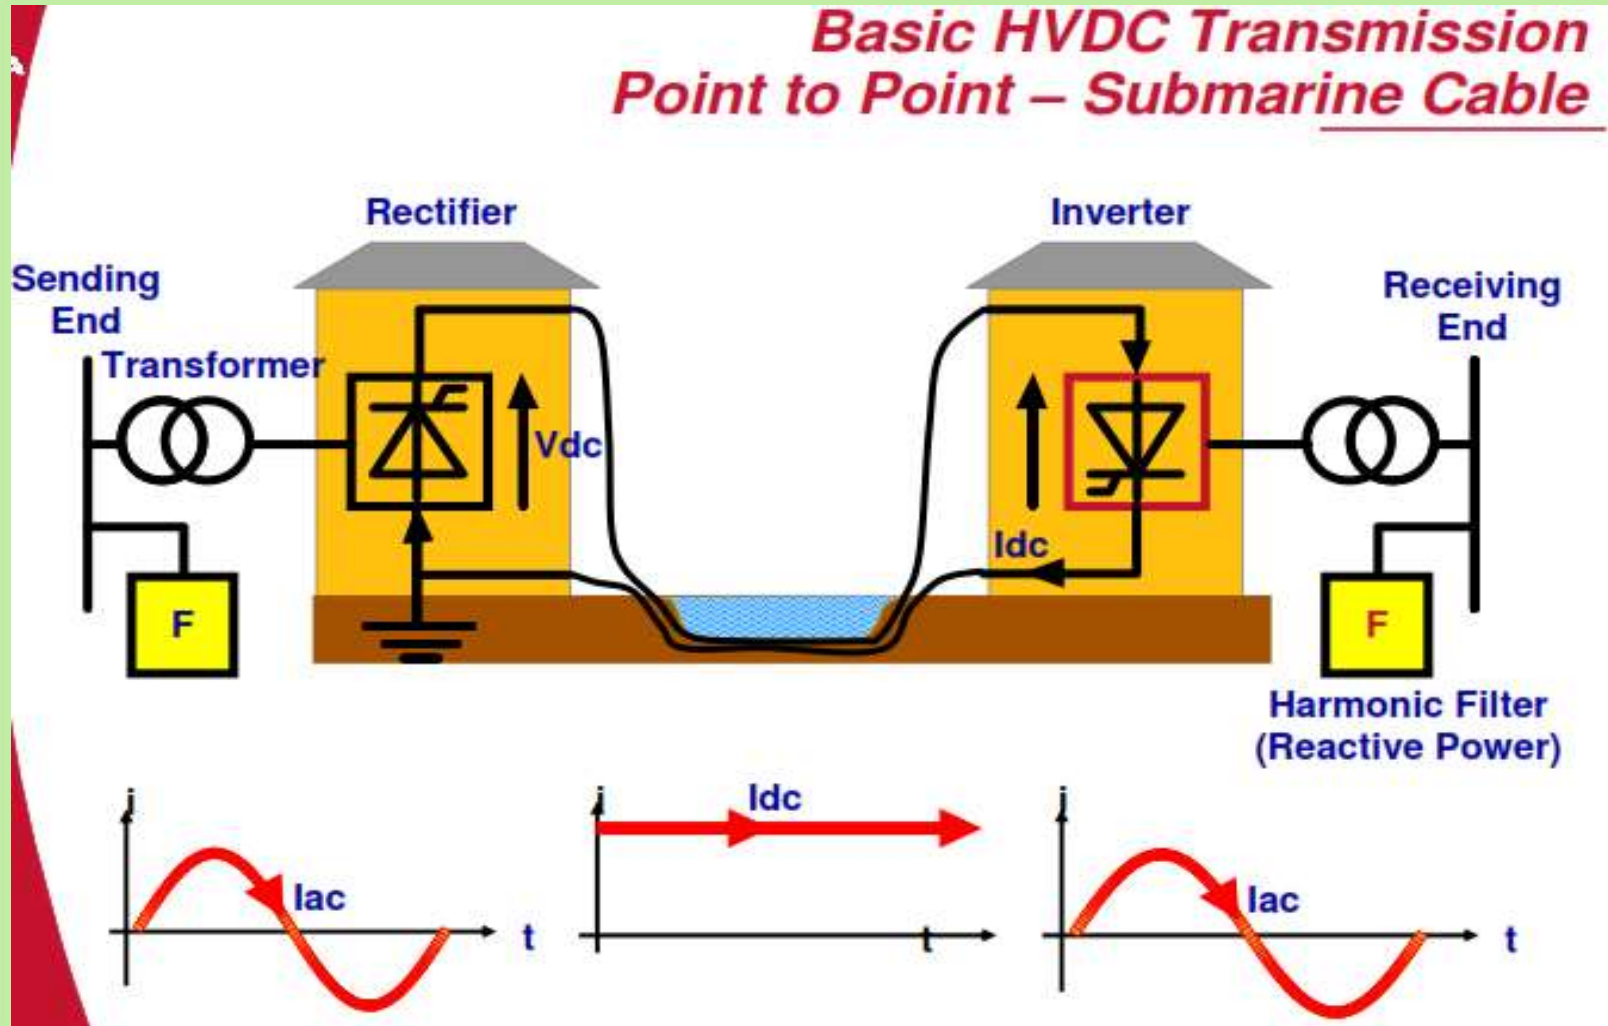 Basic HVDC Transmission
Point to Point – Submarine Cable
Rectifier
Inverter
Sending
End
Receiving
End
Transformer
Vdc
Idc
F
F
Harmonic Filter
(Reactive Power)
i
Iac
t
i
Idc
t
i
Iac
t